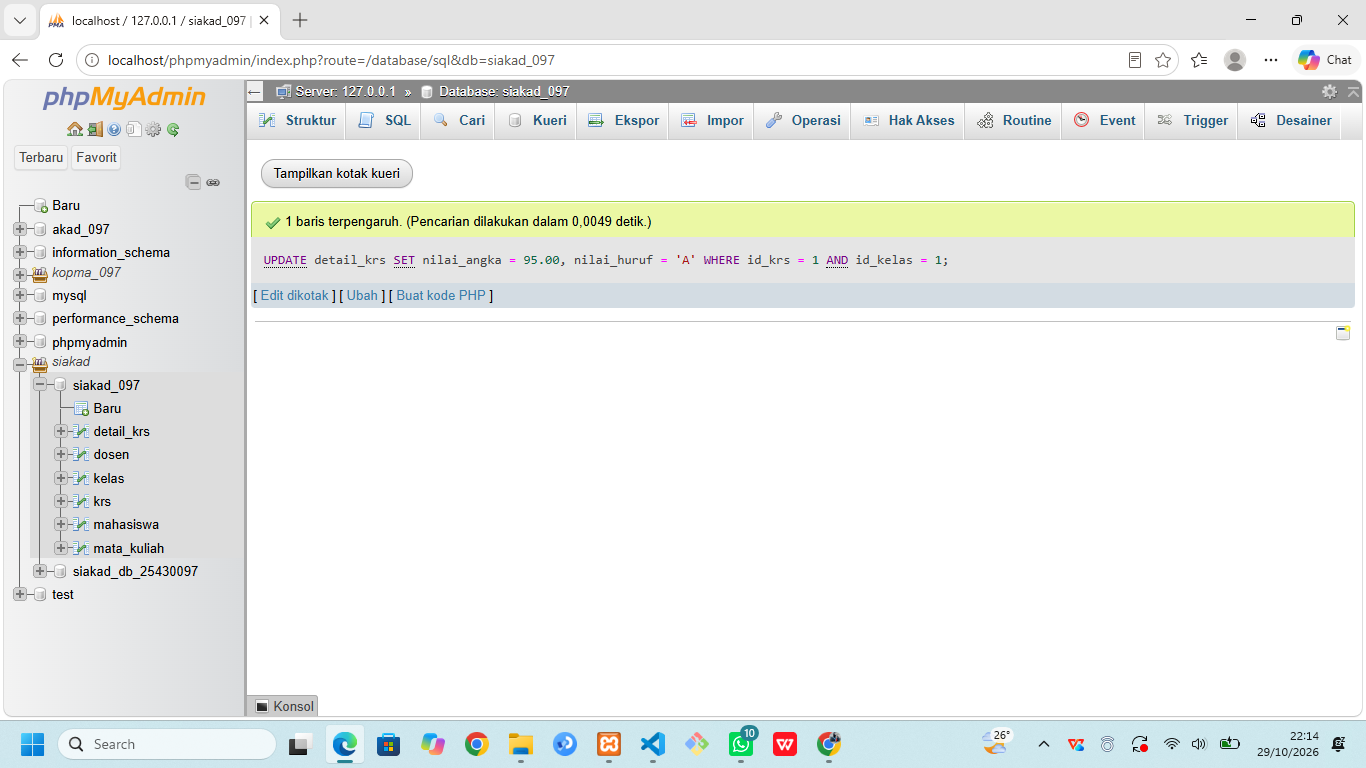 localhost / 127.0.0.1 / siakad_097 |
localhost/phpmyadmin/index.php?route=/database/sql&db=siakad_097
Chat
phpMyAdmin
Terbaru
Favorit
Baru
akad_097
information_schema
kopma_097
mysql
performance_schema
phpmyadmin
siakad
siakad_097
Baru
detail_krs
dosen
kelas
krs
mahasiswa
mata_kuliah
siakad_db_25430097
test
Server: 127.0.0.1 » Database: siakad_097
Struktur SQL Cari Kueri Ekspor Impor Operasi Hak Akses Routine Event Trigger Desainer
Tampilkan kotak kueri
1 baris terpengaruh. (Pencarian dilakukan dalam 0,0049 detik.)
UPDATE detail_krs SET nilai_angka = 95.00, nilai_huruf = 'A' WHERE id_krs = 1 AND id_kelas = 1;
[ Edit dikotak ] [ Ubah ] [ Buat kode PHP ]
Konsol
Search
10
26°
22:14
29/10/2026